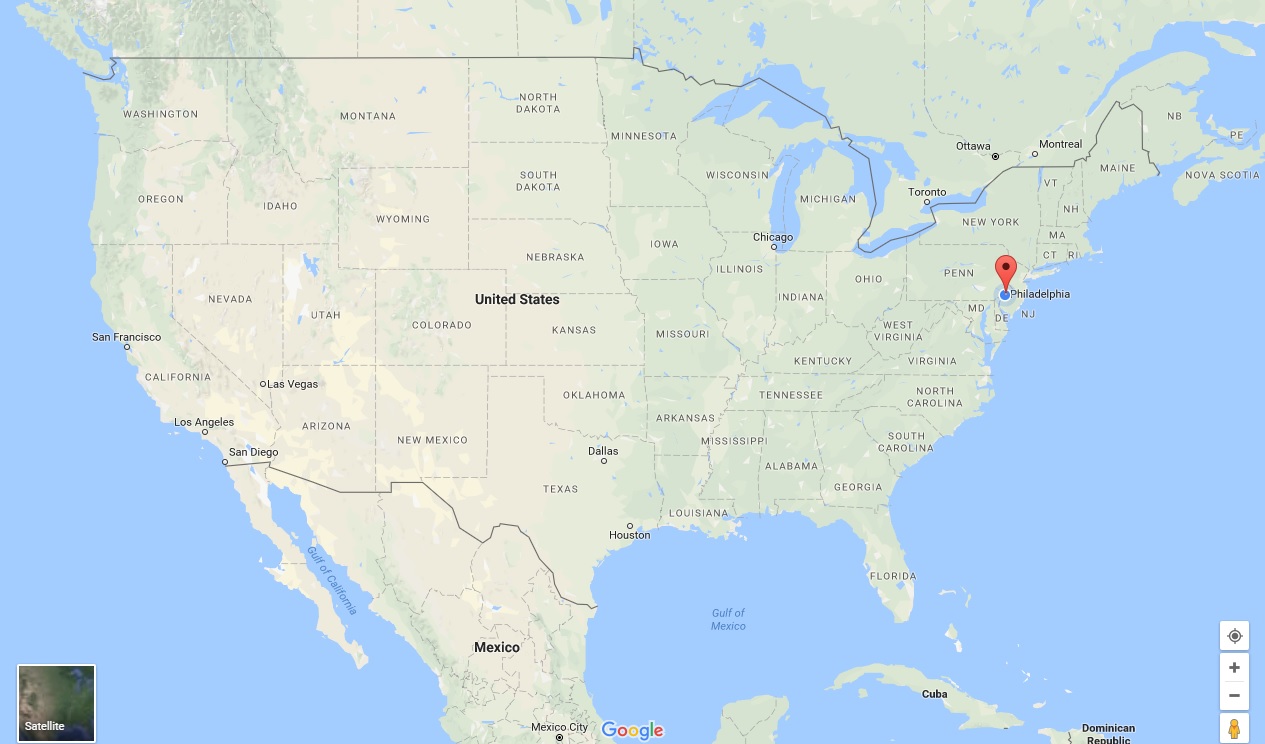 NORTH
DAKOTA
WASHINGTON
MONTANA
MINNESOTA
NB
PE
Ottawa
Montreal
MAINE
NOVA SCOTIA
SOUTH
DAKOTA
WISCONSIN
VT
OREGON
IDAHO
WYOMING
MICHIGAN
Toronto
NH
NEW YORK
Chicago
IOWA
MA
NEBRASKA
CT
RI
ILLINOIS
OHIO
PENN
NEVADA
United States
INDIANA
Philadelphia
UTAH
COLORADO
KANSAS
MISSOURI
MD
DE
NJ
WEST
VIRGINIA
San Francisco
KENTUCKY
VIRGINIA
CALIFORNIA
Las Vegas
OKLAHOMA
TENNESSEE
NORTH
CAROLINA
Los Angeles
ARIZONA
NEW MEXICO
ARKANSAS
MISSISSIPPI
SOUTH
CAROLINA
San Diego
Dallas
ALABAMA
TEXAS
GEORGIA
LOUISIANA
Houston
Gulf of California
FLORIDA
Gulf of
Mexico
Mexico
Cuba
Satellite
Mexico City
Google
Dominican
Republic